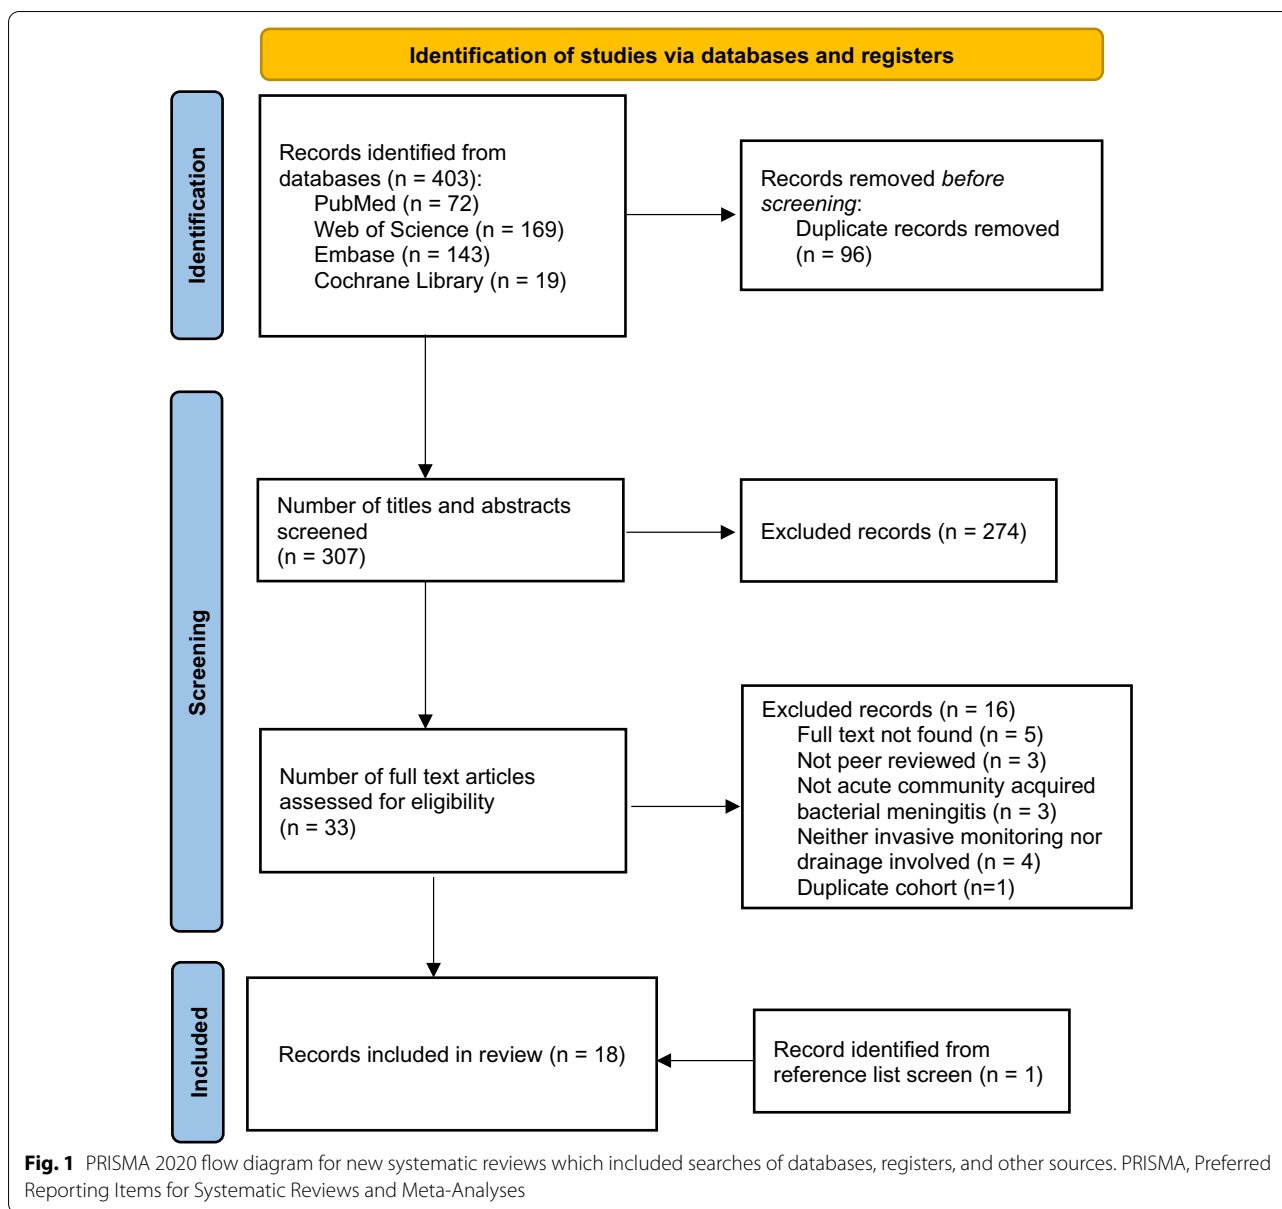 Identification of studies via databases and registers
Identification
Records identified from
databases (n = 403):
PubMed (n = 72)
Web of Science (n = 169)
Embase (n = 143)
Cochrane Library (n = 19)
Records removed before
screening:
Duplicate records removed
(n = 96)
Screening
Number of titles and abstracts
screened
(n = 307)
Excluded records (n = 274)
Number of full text articles
assessed for eligibility
(n = 33)
Excluded records (n = 16)
Full text not found (n = 5)
Not peer reviewed (n = 3)
Not acute community acquired
bacterial meningitis (n = 3)
Neither invasive monitoring nor
drainage involved (n = 4)
Duplicate cohort (n=1)
Included
Records included in review (n = 18)
Record identified from
reference list screen (n = 1)
Fig. 1 PRISMA 2020 flow diagram for new systematic reviews which included searches of databases, registers, and other sources. PRISMA, Preferred
Reporting Items for Systematic Reviews and Meta-Analyses